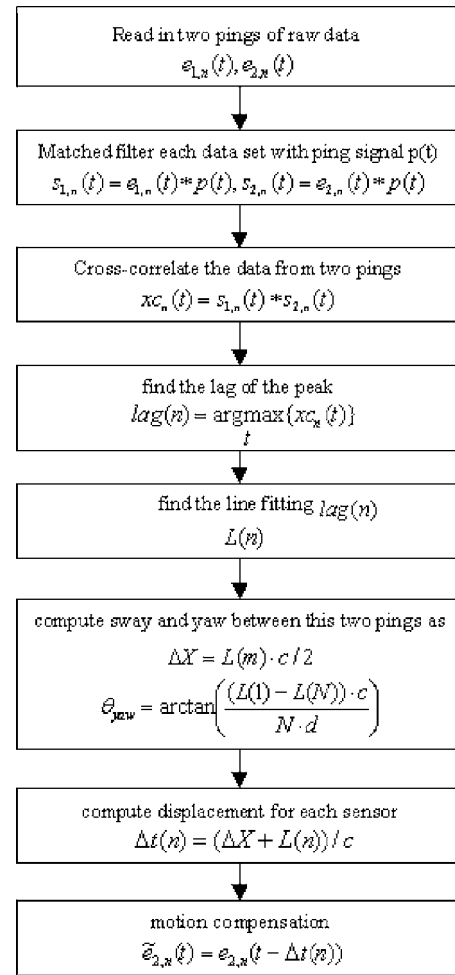 Read in two pings of raw data
e₁,ₙ(t), e₂,ₙ(t)
Matched filter each data set with ping signal p(t)
s₁,ₙ(t) = e₁,ₙ(t) * p(t), s₂,ₙ(t) = e₂,ₙ(t) * p(t)
Cross-correlate the data from two pings
xcₙ(t) = s₁,ₙ(t) * s₂,ₙ(t)
find the lag of the peak
lag(n) = argmax{xcₙ(t)}
t
find the line fitting lag(n)
L(n)
compute sway and yaw between this two pings as
ΔX = L(m) · c / 2
θ_yaw = arctan( (L(1) − L(N)) · c / N · d )
compute displacement for each sensor
Δt(n) = (ΔX + L(n)) / c
motion compensation
ẽ₂,ₙ(t) = e₂,ₙ(t − Δt(n))